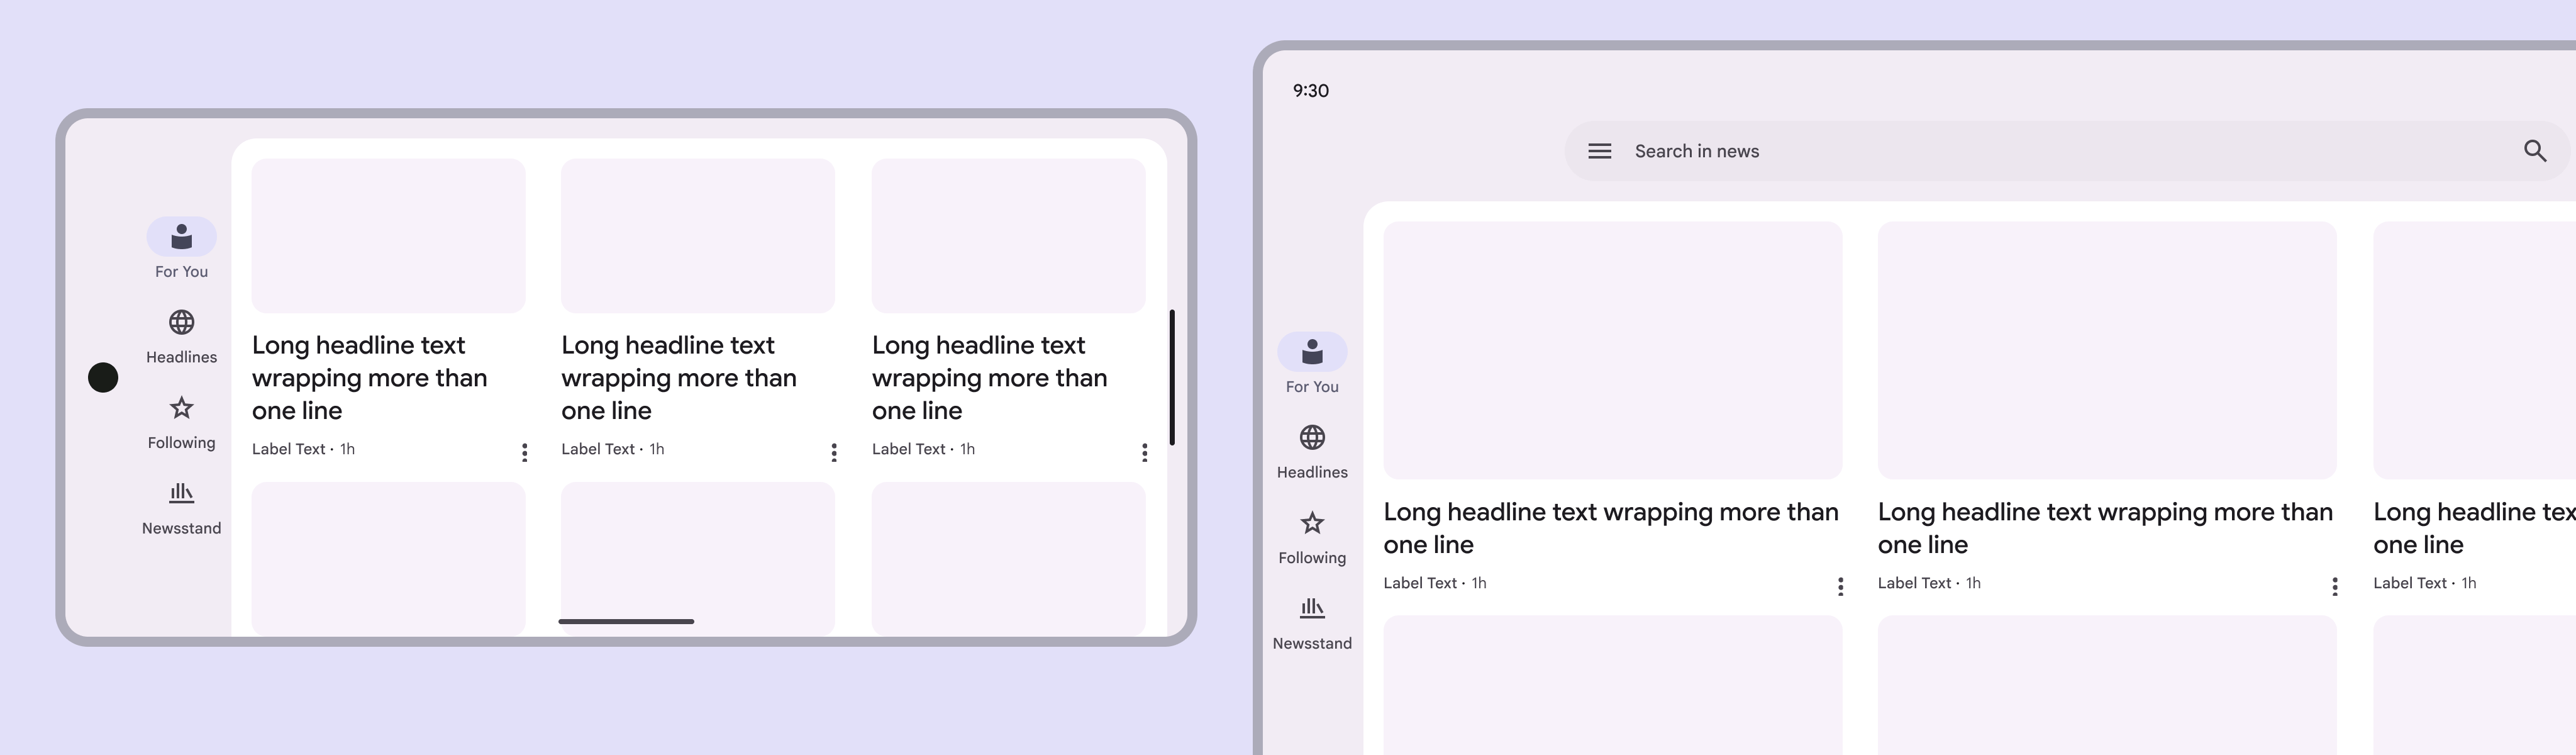 For You
Headlines
Following
Newsstand
Long headline text
wrapping more than
one line
Label Text · 1h
Long headline text
wrapping more than
one line
Label Text · 1h
Long headline text
wrapping more than
one line
Label Text · 1h
9:30
Search in news
For You
Headlines
Following
Newsstand
Long headline text wrapping more than
one line
Label Text · 1h
Long headline text wrapping more than
one line
Label Text · 1h
Long headline tex
one line
Label Text · 1h